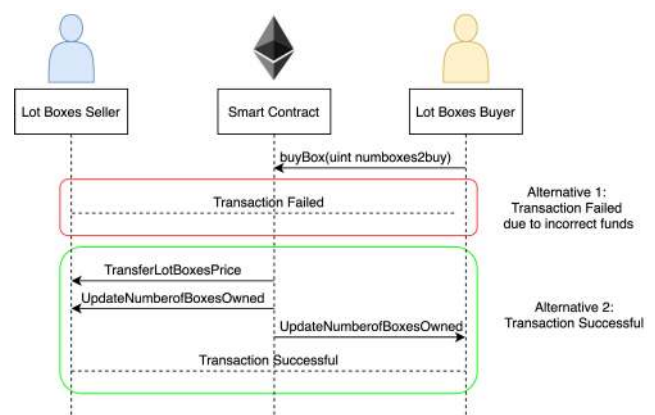 Lot Boxes Seller
Smart Contract
Lot Boxes Buyer
buyBox(uint numboxes2buy)
Transaction Failed
Alternative 1:
Transaction Failed
due to incorrect funds
TransferLotBoxesPrice
UpdateNumberofBoxesOwned
UpdateNumberofBoxesOwned
Alternative 2:
Transaction Successful
Transaction Successful